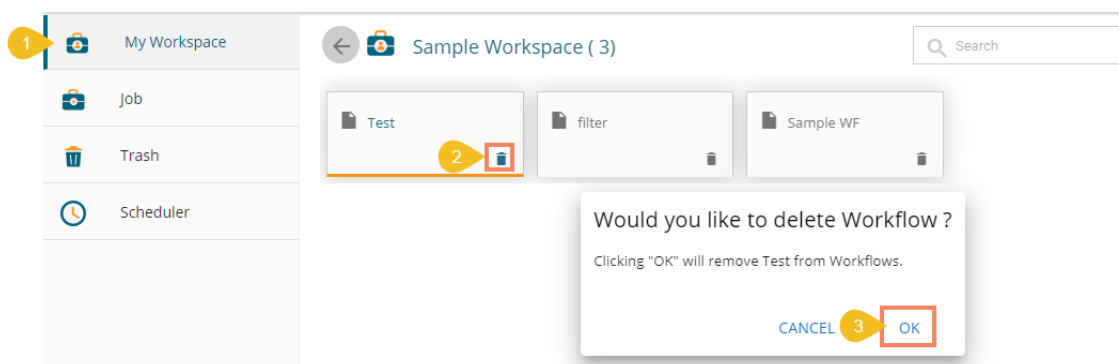 1
My Workspace
Sample Workspace ( 3)
Search
Job
Test
filter
Sample WF
Trash
2
Scheduler
Would you like to delete Workflow ?
Clicking "OK" will remove Test from Workflows.
CANCEL
3
OK